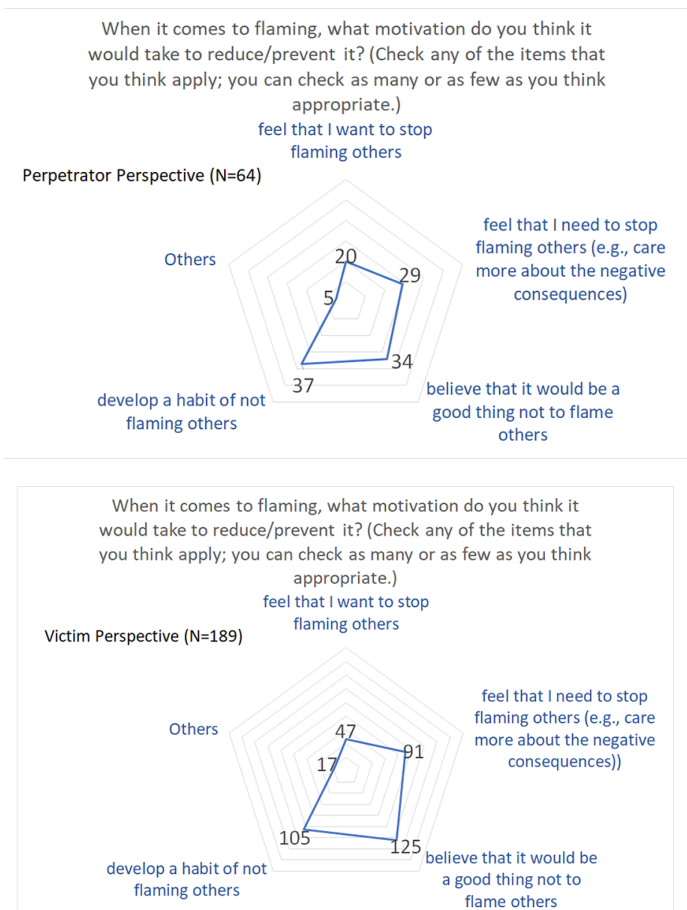 When it comes to flaming, what motivation do you think it
would take to reduce/prevent it? (Check any of the items that
you think apply; you can check as many or as few as you think
appropriate.)
feel that I want to stop
flaming others
Perpetrator Perspective (N=64)
feel that I need to stop
flaming others (e.g., care
more about the negative
consequences)
Others
20
29
5
34
37
believe that it would be a
good thing not to flame
others
develop a habit of not
flaming others
When it comes to flaming, what motivation do you think it
would take to reduce/prevent it? (Check any of the items that
you think apply; you can check as many or as few as you think
appropriate.)
feel that I want to stop
flaming others
Victim Perspective (N=189)
feel that I need to stop
flaming others (e.g., care
more about the negative
consequences))
Others
47
91
17
105
125
believe that it would be
a good thing not to
flame others
develop a habit of not
flaming others